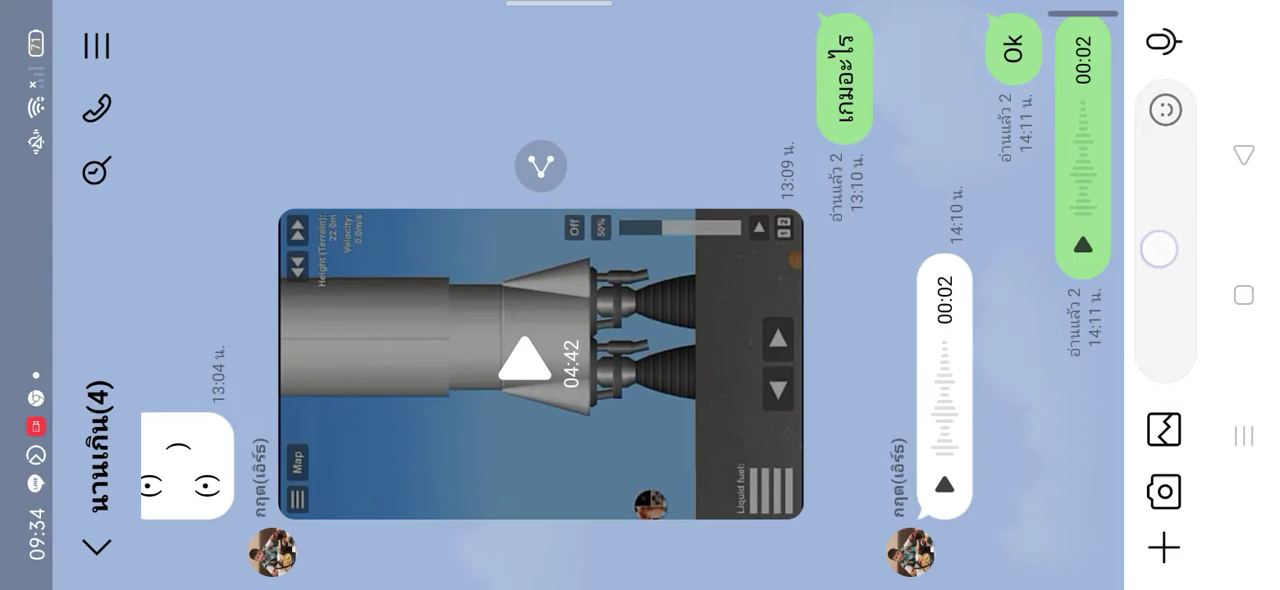 09:34
LINE
71
นานเกิน(4)
13:04 น.
กฤต(เอิร์ธ)
Map
Height (Terrain):
22.0m
Velocity:
0.0m/s
Off
50%
04:42
Liquid fuel:
1 2
13:09 น.
เกมอะไร
อ่านแล้ว 2
13:10 น.
กฤต(เอิร์ธ)
00:02
14:10 น.
Ok
อ่านแล้ว 2
14:11 น.
00:02
อ่านแล้ว 2
14:11 น.